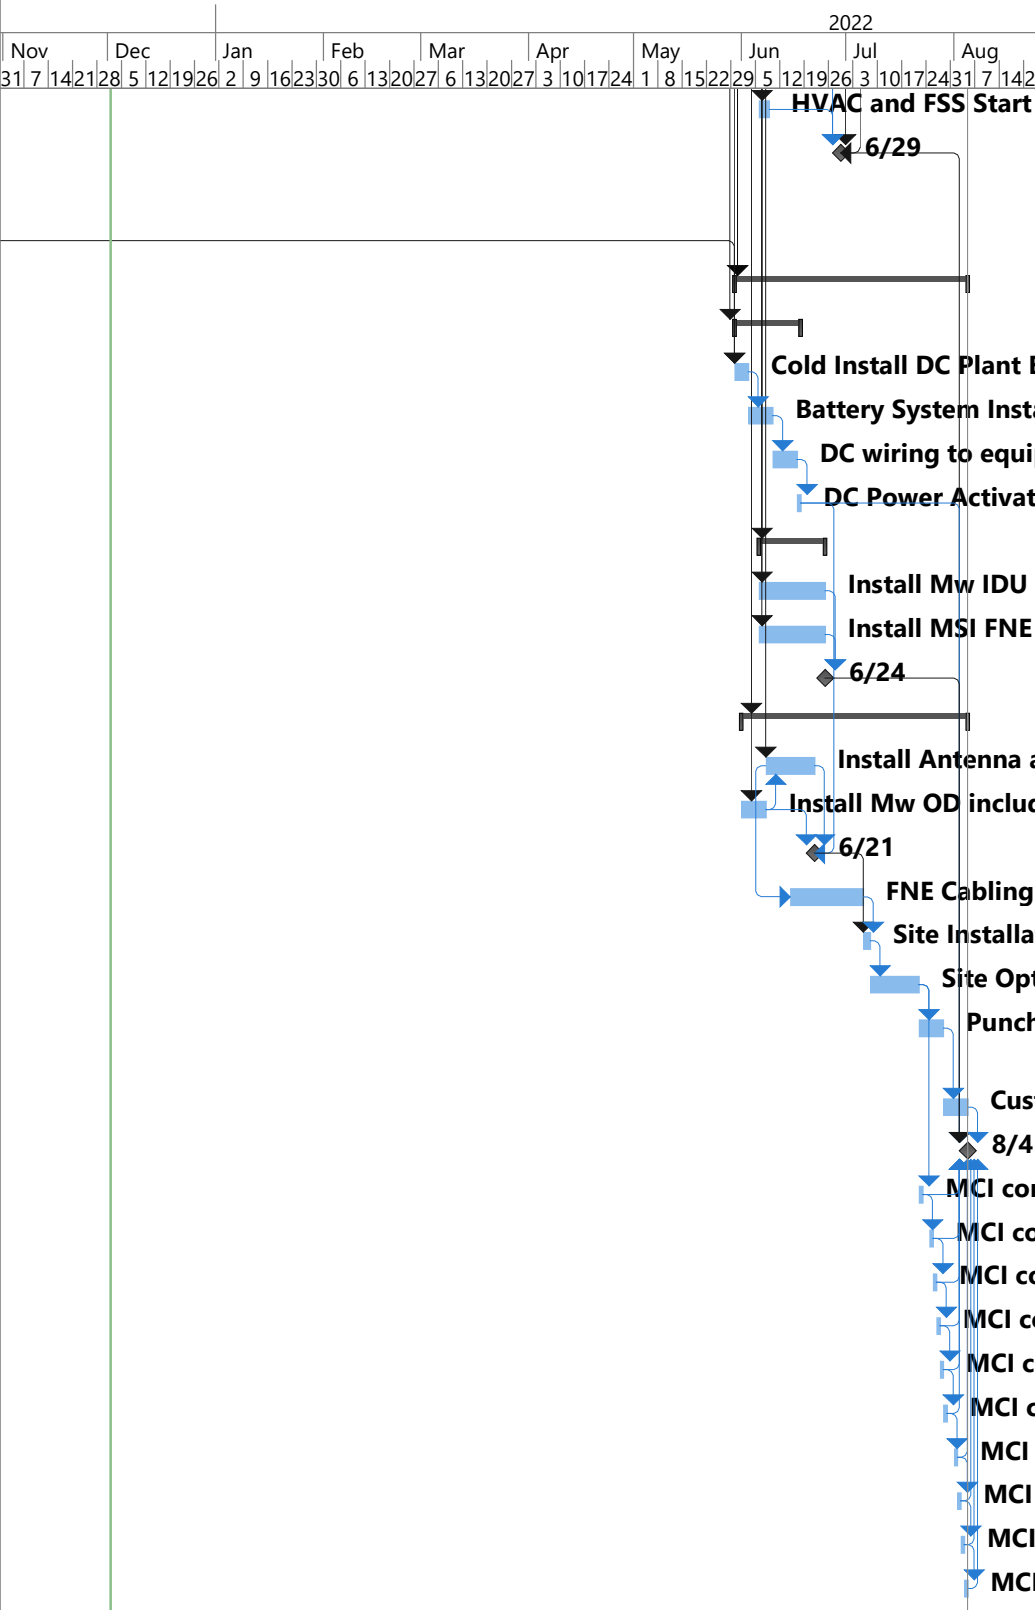 2022
Nov Dec Jan Feb Mar Apr May Jun Jul Aug
31 7 14 21 28 5 12 19 26 2 9 16 23 30 6 13 20 27 6 13 20 27 3 10 17 24 1 8 15 22 29 5 12 19 26 3 10 17 24 31 7 14 2
HVAC and FSS Start
6/29
Cold Install DC Plant
Battery System Insta
DC wiring to equi
DC Power Activat
Install Mw IDU
Install MSI FNE
6/24
Install Antenna a
Install Mw OD includ
6/21
FNE Cabling
Site Installa
Site Opt
Punch
Cus
8/4
MCI con
MCI co
MCI co
MCI c
MCI c
MCI c
MCI
MCI
MCI
MCI